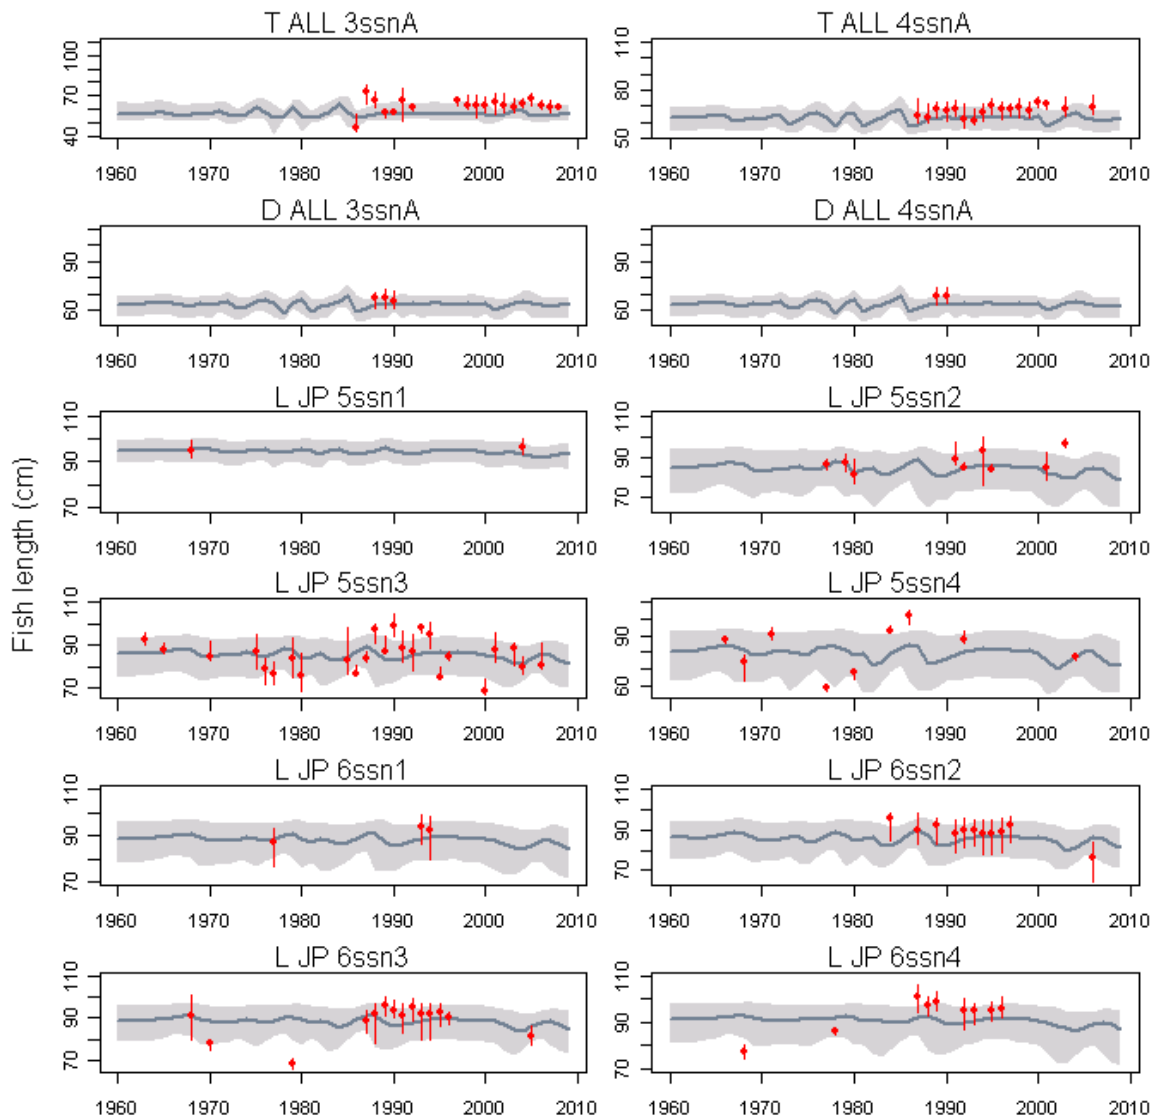 T ALL 3ssnA
T ALL 4ssnA
40 70 100
50 80 110
1960 1970 1980 1990 2000 2010
1960 1970 1980 1990 2000 2010
D ALL 3ssnA
D ALL 4ssnA
60 90
60 90
1960 1970 1980 1990 2000 2010
1960 1970 1980 1990 2000 2010
L JP 5ssn1
L JP 5ssn2
70 90 110
70 90 110
1960 1970 1980 1990 2000 2010
1960 1970 1980 1990 2000 2010
Fish length (cm)
L JP 5ssn3
L JP 5ssn4
70 90 110
60 90
1960 1970 1980 1990 2000 2010
1960 1970 1980 1990 2000 2010
L JP 6ssn1
L JP 6ssn2
70 90 110
70 90 110
1960 1970 1980 1990 2000 2010
1960 1970 1980 1990 2000 2010
L JP 6ssn3
L JP 6ssn4
70 90 110
70 90 110
1960 1970 1980 1990 2000 2010
1960 1970 1980 1990 2000 2010